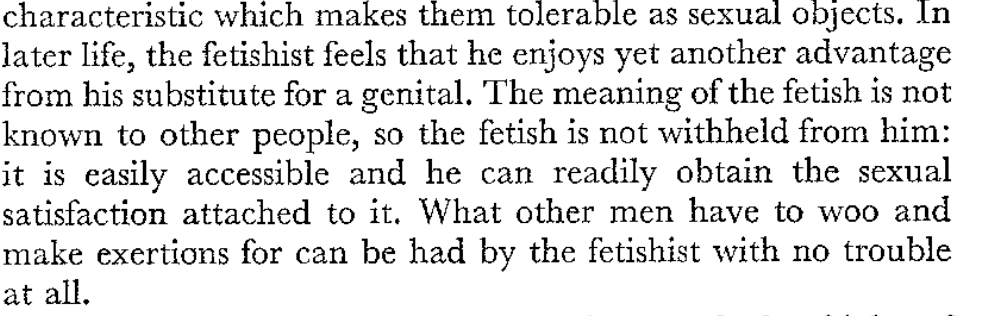 characteristic which makes them tolerable as sexual objects. In
later life, the fetishist feels that he enjoys yet another advantage
from his substitute for a genital. The meaning of the fetish is not
known to other people, so the fetish is not withheld from him:
it is easily accessible and he can readily obtain the sexual
satisfaction attached to it. What other men have to woo and
make exertions for can be had by the fetishist with no trouble
at all.